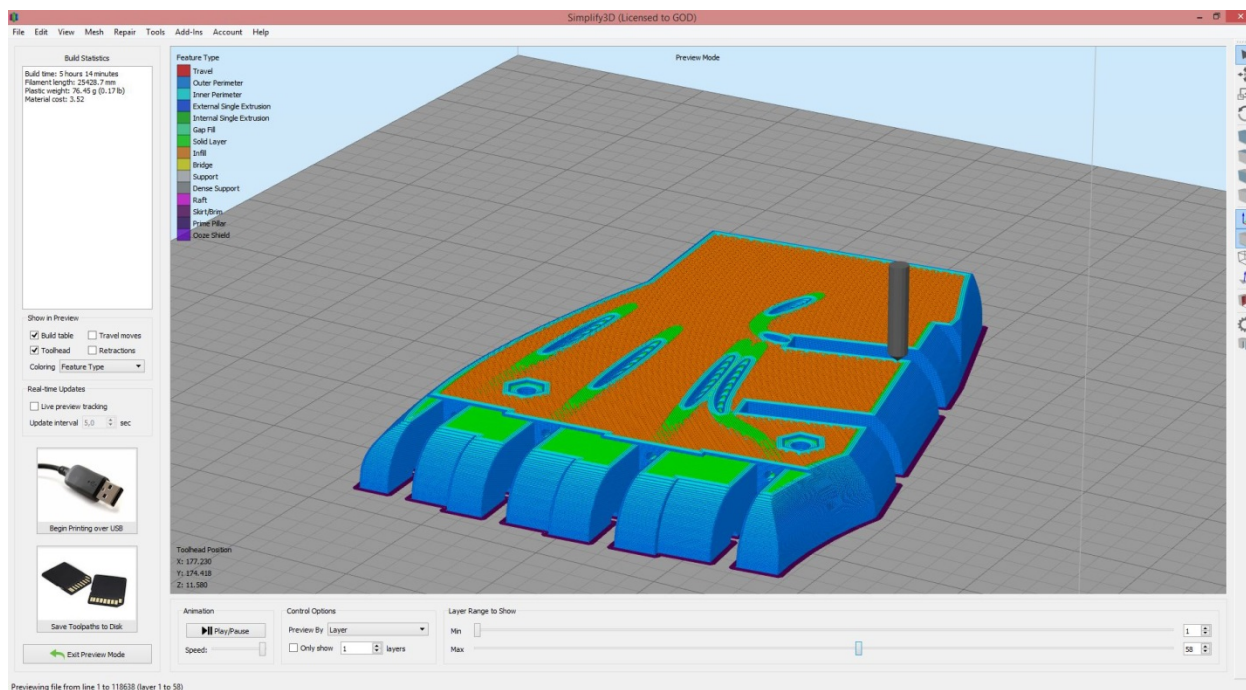 Simplify3D (Licensed to GOD)
File Edit View Mesh Repair Tools Add-Ins Account Help
Build Statistics
Build time: 5 hours 14 minutes
Filament length: 25428.7 mm
Plastic weight: 76.45 g (0.17 lb)
Material cost: 3.52
Show in Preview
Build table Travel moves
Toolhead Retractions
Coloring Feature Type
Real-time Updates
Live preview tracking
Update interval 5,0 sec
Begin Printing over USB
Save Toolpaths to Disk
Exit Preview Mode
Feature Type
Travel
Outer Perimeter
Inner Perimeter
External Single Extrusion
Internal Single Extrusion
Gap Fill
Solid Layer
Infill
Bridge
Support
Dense Support
Raft
Skirt/Brim
Prime Pillar
Ooze Shield
Preview Mode
Toolhead Position
X: 177.230
Y: 174.418
Z: 11.580
Animation
Play/Pause
Speed:
Control Options
Preview By Layer
Only show 1 layers
Layer Range to Show
Min 1
Max 58
Previewing file from line 1 to 118638 (layer 1 to 58)